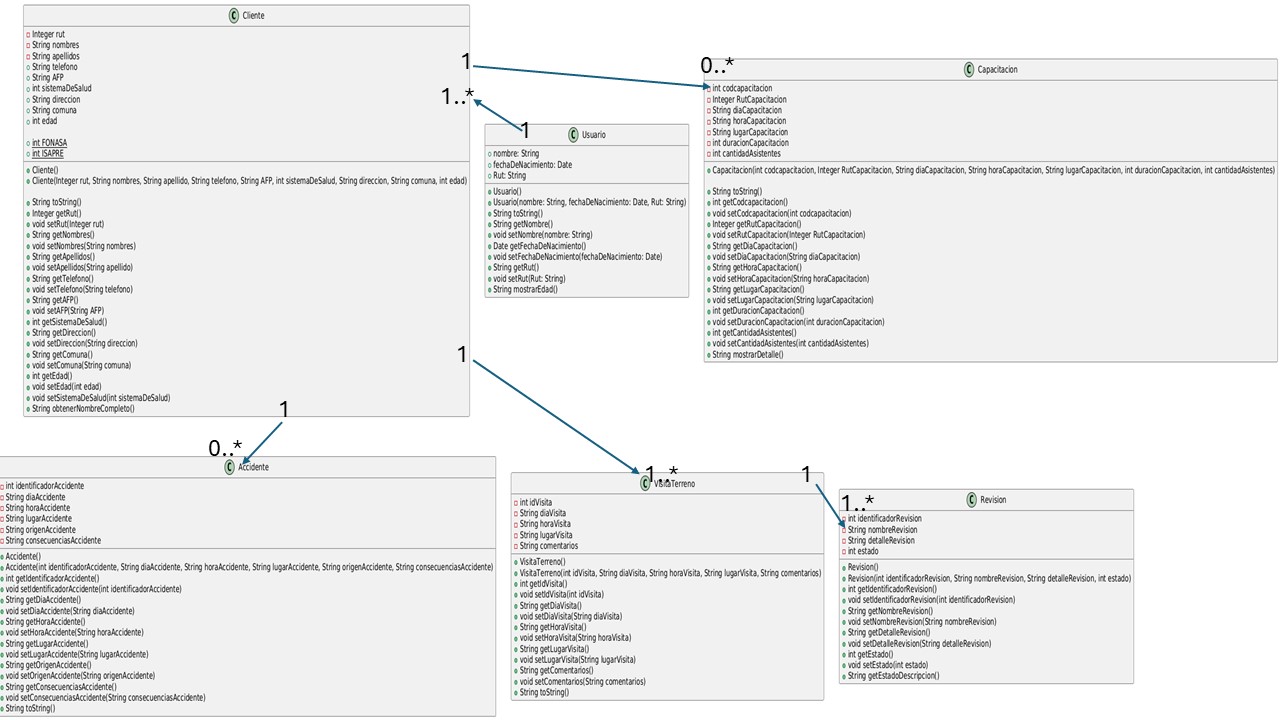 C Cliente
Integer rut
String nombres
String apellidos
String telefono
String AFP
int sistemaDeSalud
String direccion
String comuna
int edad
int FONASA
int ISAPRE
Cliente()
Cliente(Integer rut, String nombres, String apellido, String telefono, String AFP, int sistemaDeSalud, String direccion, String comuna, int edad)
String toString()
Integer getRut()
void setRut(Integer rut)
String getNombres()
void setNombres(String nombres)
String getApellidos()
void setApellidos(String apellido)
String getTelefono()
void setTelefono(String telefono)
String getAFP()
void setAFP(String AFP)
int getSistemaDeSalud()
String getDireccion()
void setDireccion(String direccion)
String getComuna()
void setComuna(String comuna)
int getEdad()
void setEdad(int edad)
void setSistemaDeSalud(int sistemaDeSalud)
String obtenerNombreCompleto()
1
0..*
1..*
1
C Usuario
nombre: String
fechaDeNacimiento: Date
Rut: String
Usuario()
Usuario(nombre: String, fechaDeNacimiento: Date, Rut: String)
String toString()
String getNombre()
void setNombre(nombre: String)
Date getFechaDeNacimiento()
void setFechaDeNacimiento(fechaDeNacimiento: Date)
String getRut()
void setRut(Rut: String)
String mostrarEdad()
C Capacitacion
int codcapacitacion
Integer RutCapacitacion
String diaCapacitacion
String horaCapacitacion
String lugarCapacitacion
int duracionCapacitacion
int cantidadAsistentes
Capacitacion(int codcapacitacion, Integer RutCapacitacion, String diaCapacitacion, String horaCapacitacion, String lugarCapacitacion, int duracionCapacitacion, int cantidadAsistentes)
String toString()
int getCodcapacitacion()
void setCodcapacitacion(int codcapacitacion)
Integer getRutCapacitacion()
void setRutCapacitacion(Integer RutCapacitacion)
String getDiaCapacitacion()
void setDiaCapacitacion(String diaCapacitacion)
String getHoraCapacitacion()
void setHoraCapacitacion(String horaCapacitacion)
String getLugarCapacitacion()
void setLugarCapacitacion(String lugarCapacitacion)
int getDuracionCapacitacion()
void setDuracionCapacitacion(int duracionCapacitacion)
int getCantidadAsistentes()
void setCantidadAsistentes(int cantidadAsistentes)
String mostrarDetalle()
1
1
0..*
C Accidente
int identificadorAccidente
String diaAccidente
String horaAccidente
String lugarAccidente
String origenAccidente
String consecuenciasAccidente
Accidente()
Accidente(int identificadorAccidente, String diaAccidente, String horaAccidente, String lugarAccidente, String origenAccidente, String consecuenciasAccidente)
int getIdentificadorAccidente()
void setIdentificadorAccidente(int identificadorAccidente)
String getDiaAccidente()
void setDiaAccidente(String diaAccidente)
String getHoraAccidente()
void setHoraAccidente(String horaAccidente)
String getLugarAccidente()
void setLugarAccidente(String lugarAccidente)
String getOrigenAccidente()
void setOrigenAccidente(String origenAccidente)
String getConsecuenciasAccidente()
void setConsecuenciasAccidente(String consecuenciasAccidente)
String toString()
1..*
1
C VisitaTerreno
int idVisita
String diaVisita
String horaVisita
String lugarVisita
String comentarios
VisitaTerreno()
VisitaTerreno(int idVisita, String diaVisita, String horaVisita, String lugarVisita, String comentarios)
int getIdVisita()
void setIdVisita(int idVisita)
String getDiaVisita()
void setDiaVisita(String diaVisita)
String getHoraVisita()
void setHoraVisita(String horaVisita)
String getLugarVisita()
void setLugarVisita(String lugarVisita)
String getComentarios()
void setComentarios(String comentarios)
String toString()
1..*
C Revision
int identificadorRevision
String nombreRevision
String detalleRevision
int estado
Revision()
Revision(int identificadorRevision, String nombreRevision, String detalleRevision, int estado)
int getIdentificadorRevision()
void setIdentificadorRevision(int identificadorRevision)
String getNombreRevision()
void setNombreRevision(String nombreRevision)
String getDetalleRevision()
void setDetalleRevision(String detalleRevision)
int getEstado()
void setEstado(int estado)
String getEstadoDescripcion()